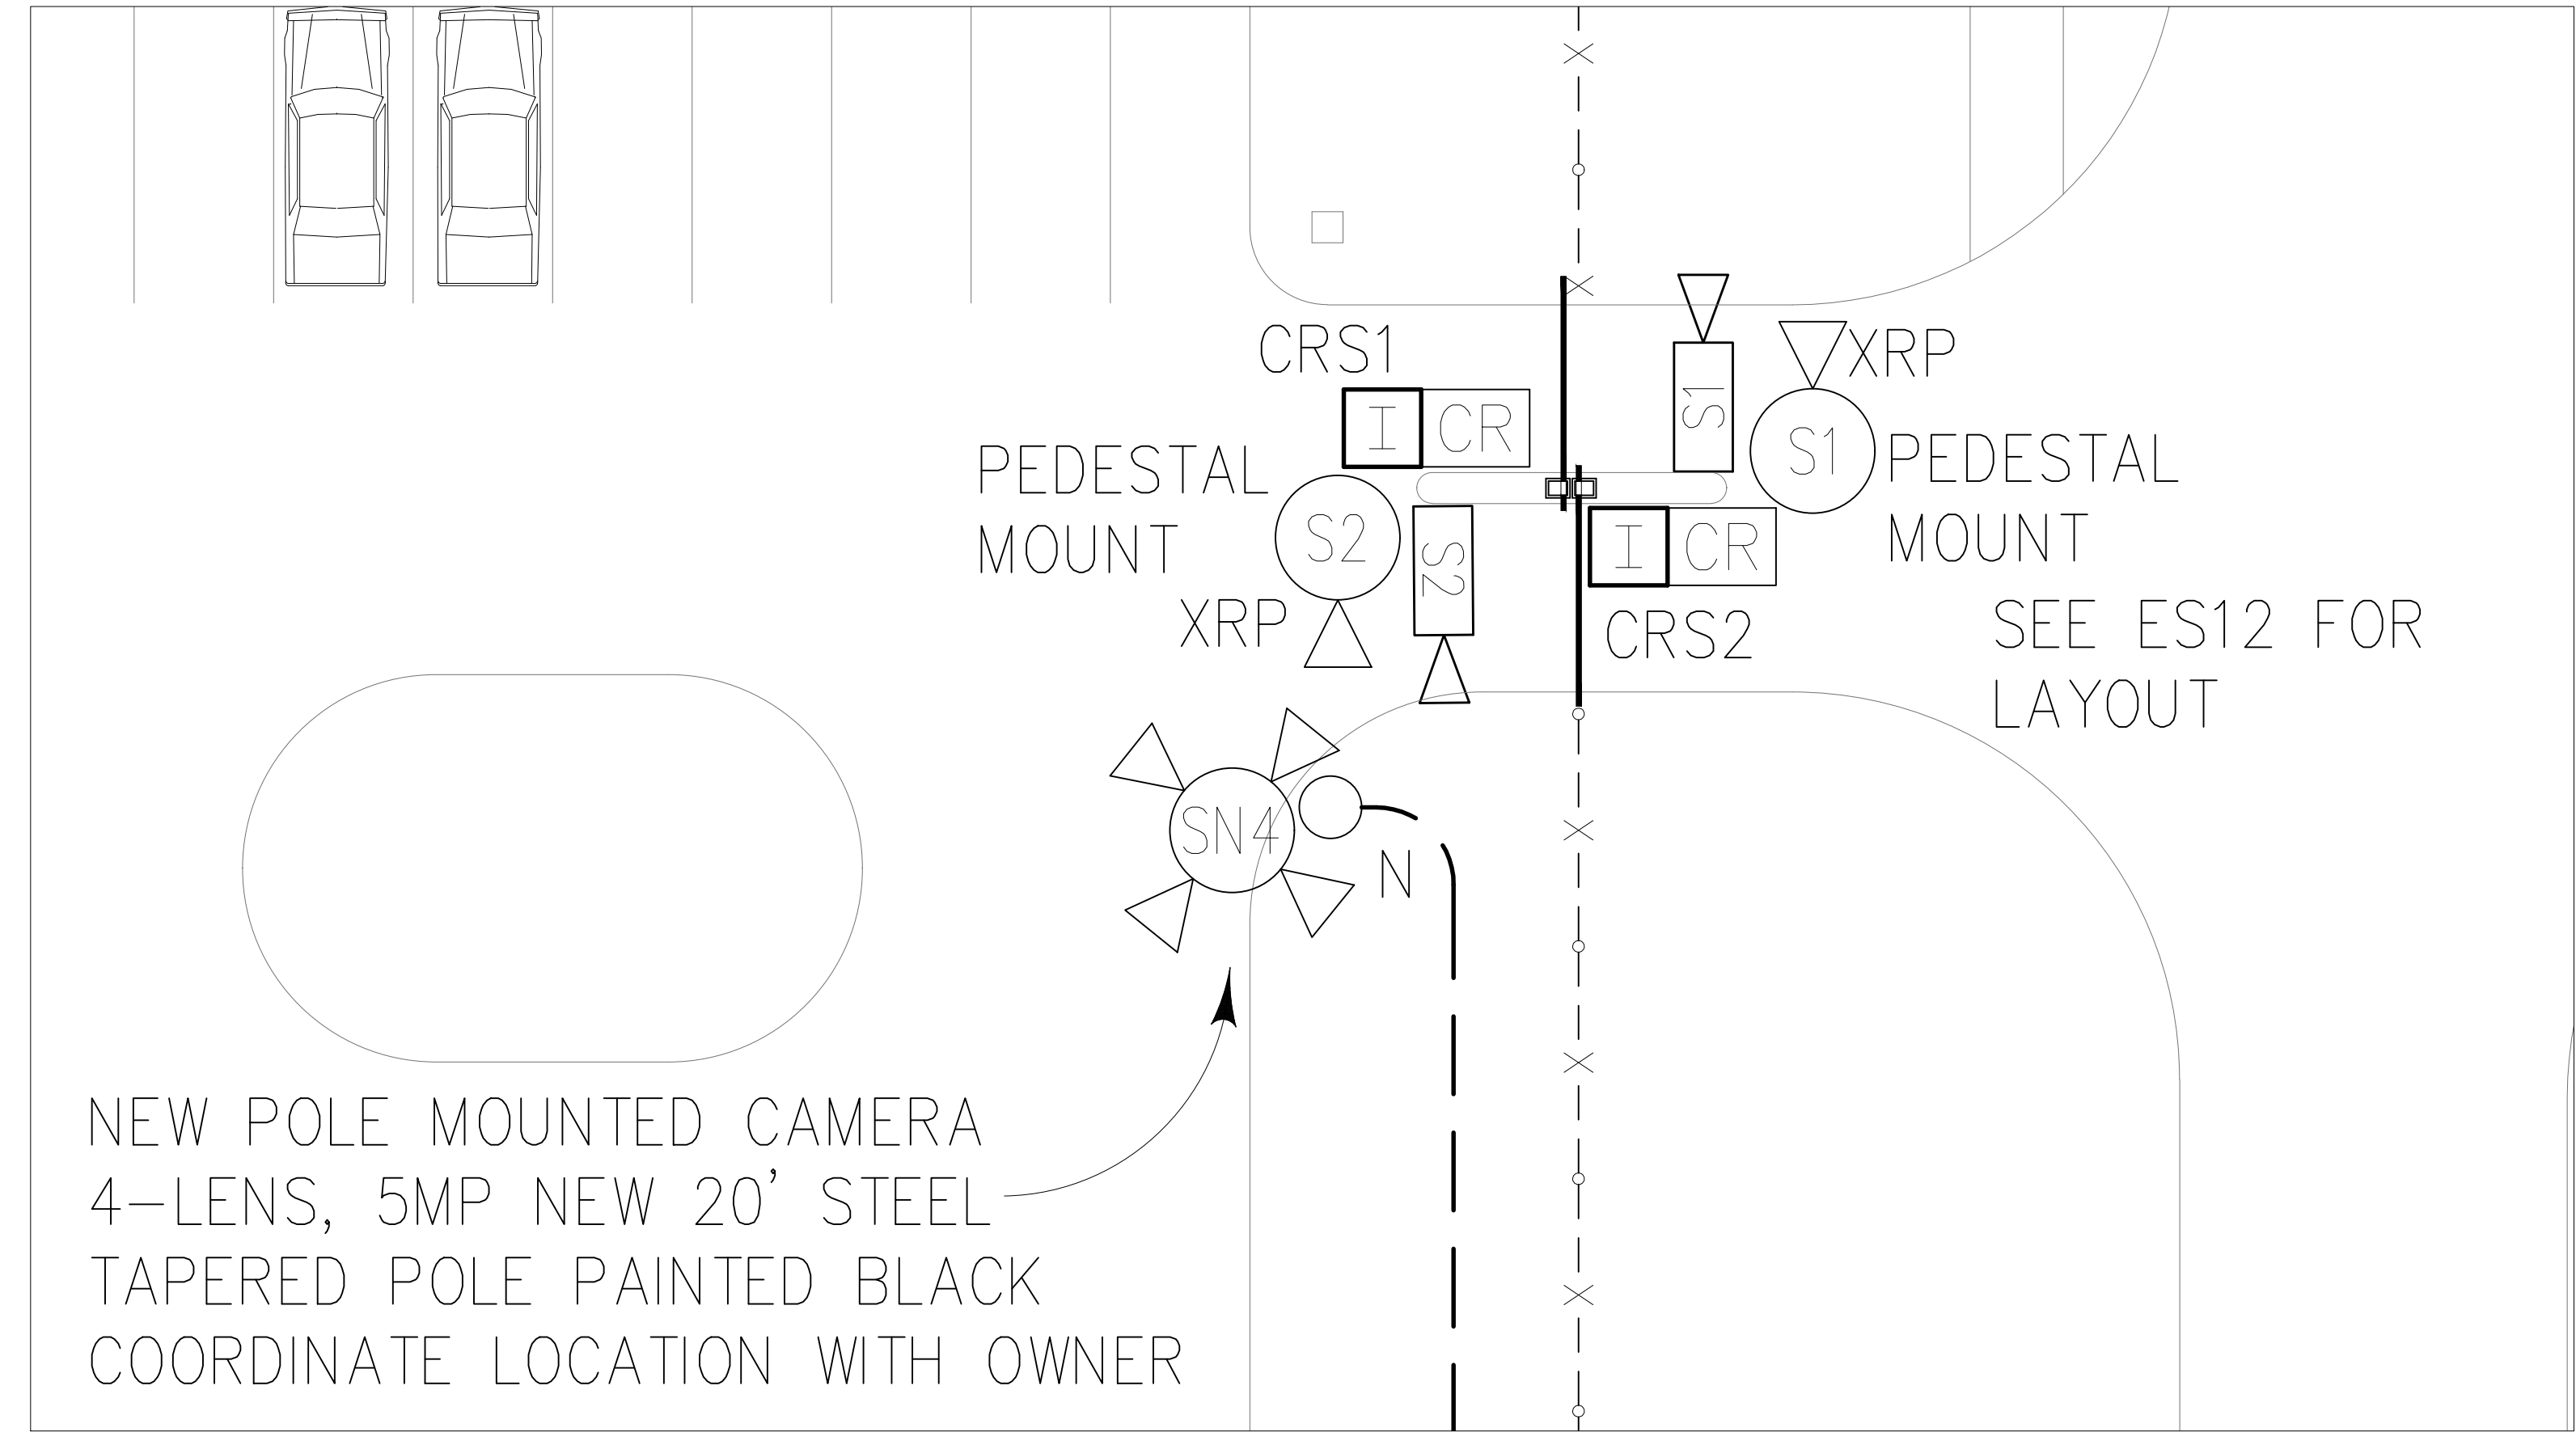 CRS1
XRP
I CR
S1
S1
PEDESTAL
MOUNT
PEDESTAL
MOUNT
S2
S2
I CR
XRP
CRS2
SEE ES12 FOR
LAYOUT
SN4
N
NEW POLE MOUNTED CAMERA
4-LENS, 5MP NEW 20' STEEL
TAPERED POLE PAINTED BLACK
COORDINATE LOCATION WITH OWNER